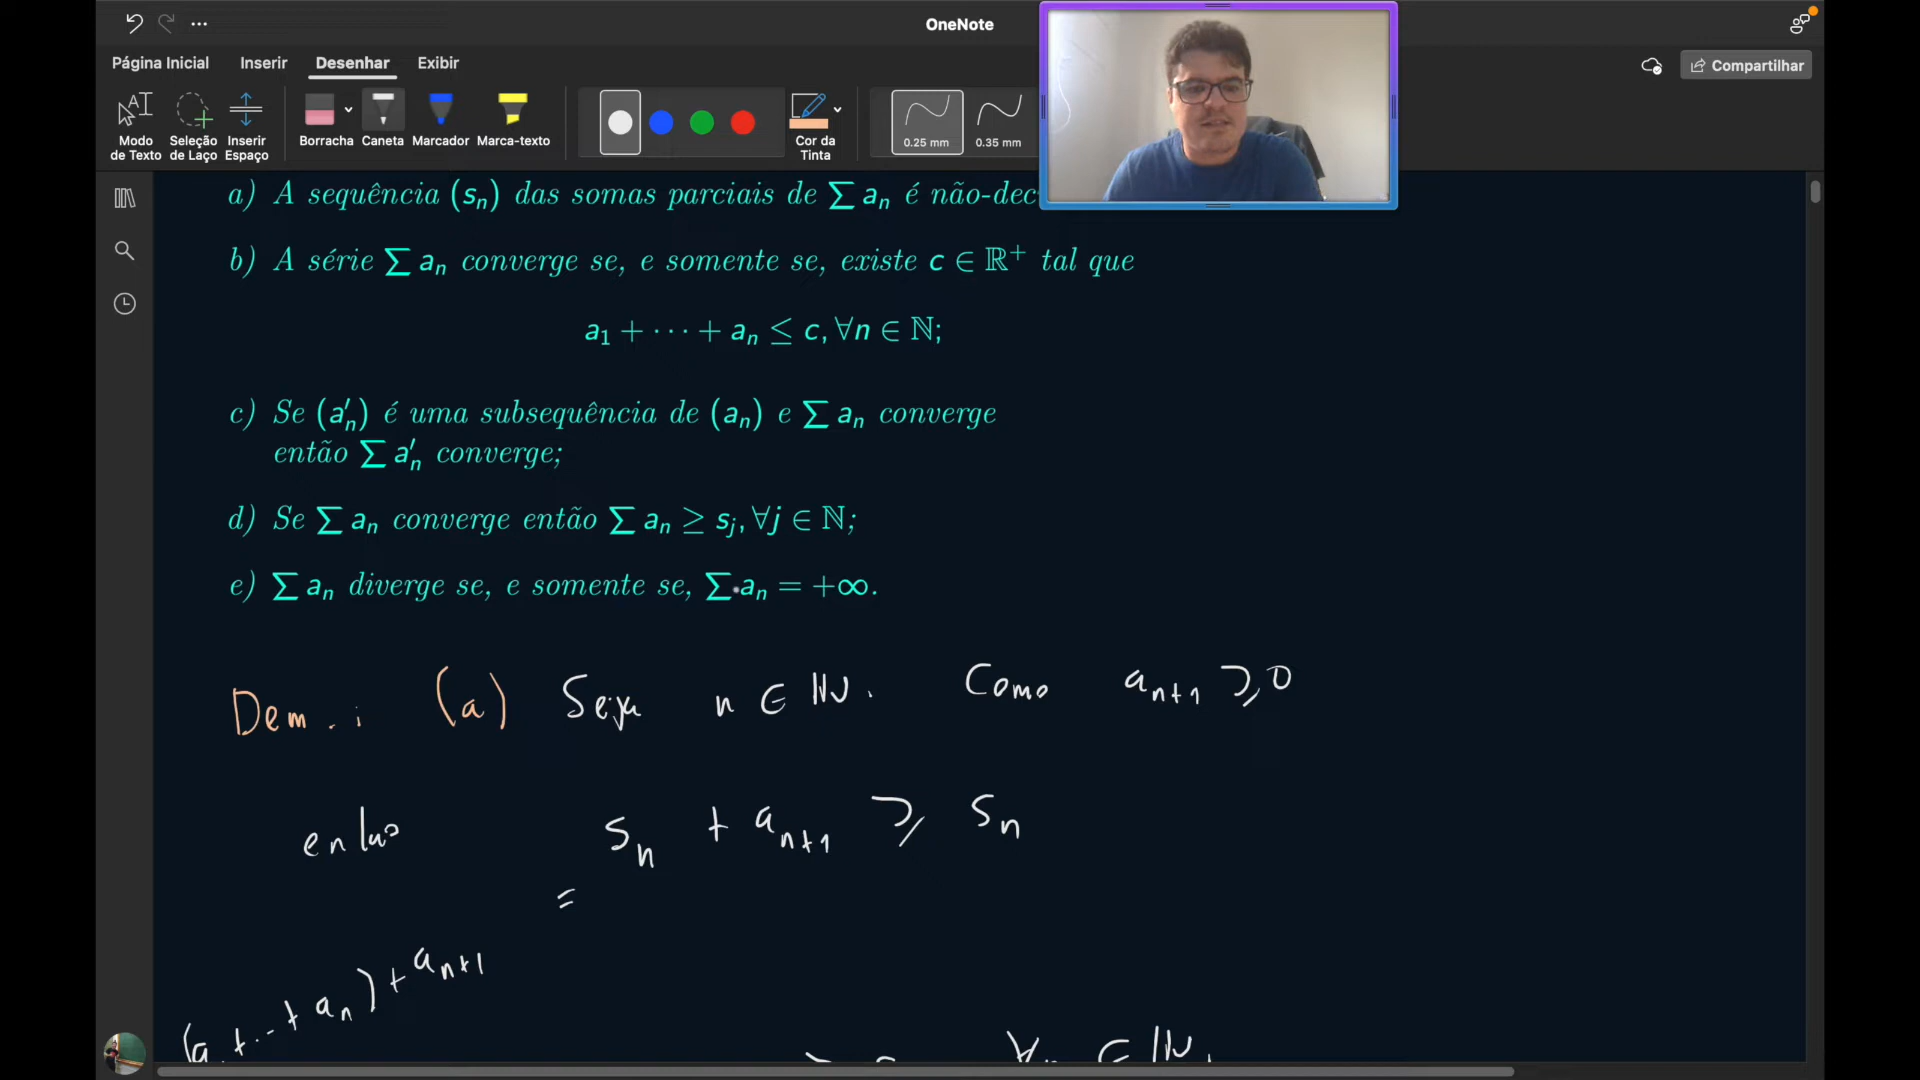 OneNote
Página Inicial Inserir Desenhar Exibir
Compartilhar
Modo de Texto
Seleção de Laço
Inserir Espaço
Borracha
Caneta
Marcador
Marca-texto
Cor da Tinta
0.25 mm
0.35 mm
a) A sequência (sₙ) das somas parciais de ∑ aₙ é não-dec
b) A série ∑ aₙ converge se, e somente se, existe c ∈ ℝ⁺ tal que
a₁ + ⋯ + aₙ ≤ c, ∀n ∈ ℕ;
c) Se (a′ₙ) é uma subsequência de (aₙ) e ∑ aₙ converge
então ∑ a′ₙ converge;
d) Se ∑ aₙ converge então ∑ aₙ ≥ sⱼ, ∀j ∈ ℕ;
e) ∑ aₙ diverge se, e somente se, ∑ aₙ = +∞.
Dem.: (a) Seja n ∈ ℕ. Como aₙ₊₁ ≥ 0
então sₙ + aₙ₊₁ ≥ sₙ
=
(a₁ + ⋯ + aₙ) + aₙ₊₁
∀n ∈ ℕ.